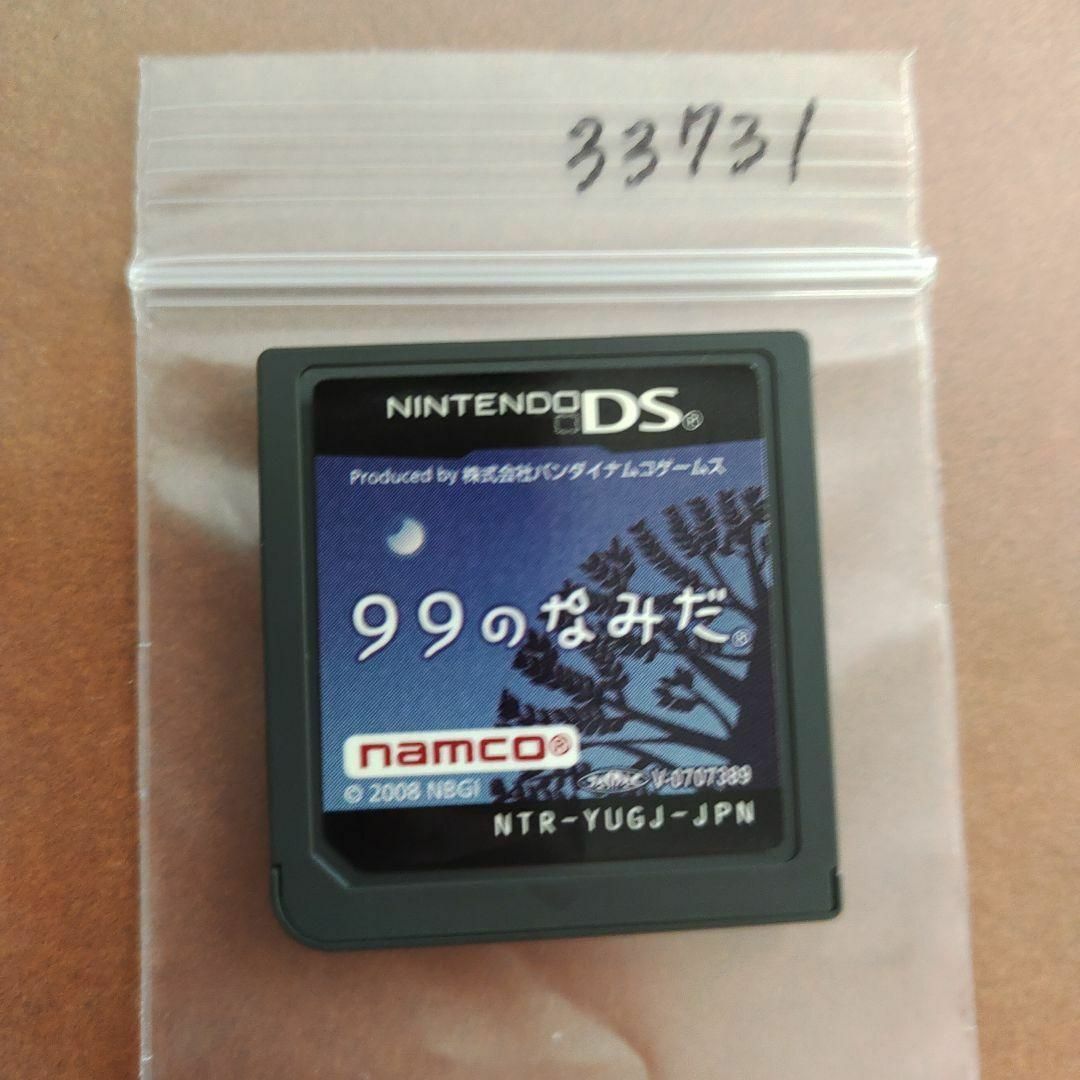 33731
NINTENDO DS®
Produced by 株式会社バンダイナムコゲームス
99のなみだ®
namco®
© 2008 NBGI
V-0707389
NTR-YUGJ-JPN